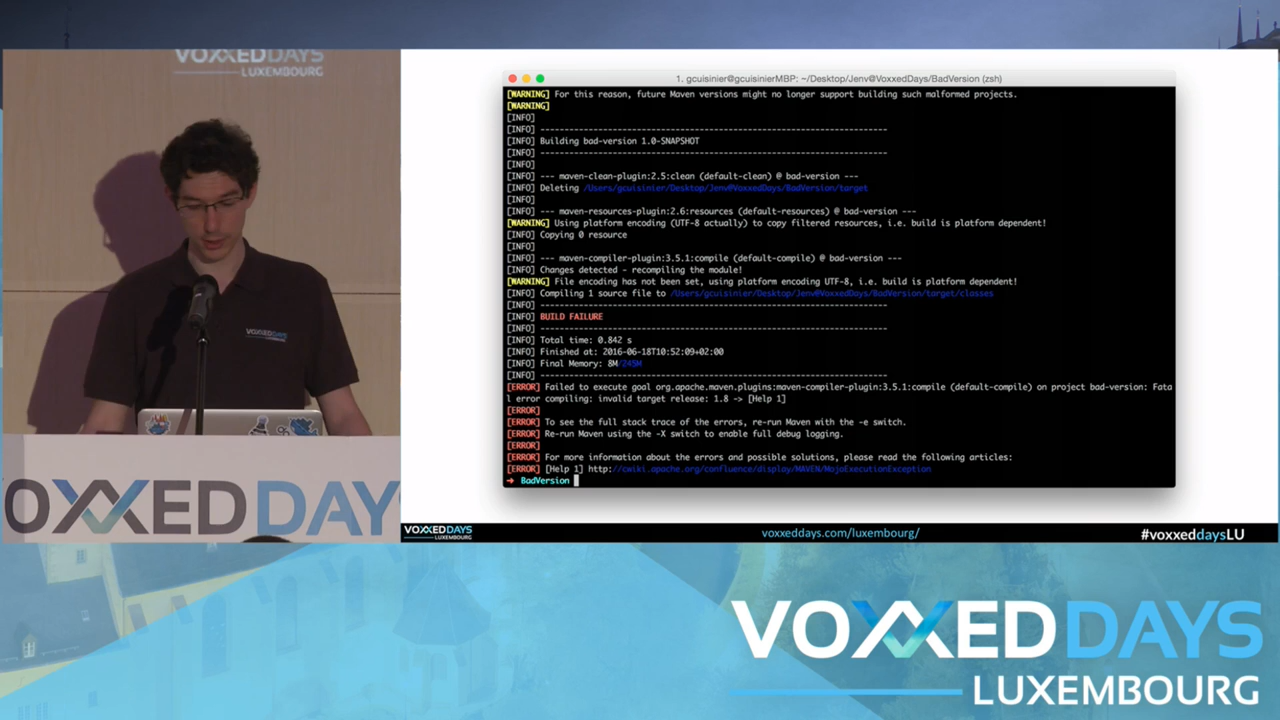 VOXXEDDAYS
LUXEMBOURG
VOXXEDDAYS
VOXXEDDAY
1. gcuisinier@gcuisinierMBP: ~/Desktop/Jenv@VoxxedDays/BadVersion (zsh)
[WARNING] For this reason, future Maven versions might no longer support building such malformed projects.
[WARNING]
[INFO]
[INFO] ------------------------------------------------------------------------
[INFO] Building bad-version 1.0-SNAPSHOT
[INFO] ------------------------------------------------------------------------
[INFO]
[INFO] --- maven-clean-plugin:2.5:clean (default-clean) @ bad-version ---
[INFO] Deleting /Users/gcuisinier/Desktop/Jenv@VoxxedDays/BadVersion/target
[INFO]
[INFO] --- maven-resources-plugin:2.6:resources (default-resources) @ bad-version ---
[WARNING] Using platform encoding (UTF-8 actually) to copy filtered resources, i.e. build is platform dependent!
[INFO] Copying 0 resource
[INFO]
[INFO] --- maven-compiler-plugin:3.5.1:compile (default-compile) @ bad-version ---
[INFO] Changes detected - recompiling the module!
[WARNING] File encoding has not been set, using platform encoding UTF-8, i.e. build is platform dependent!
[INFO] Compiling 1 source file to /Users/gcuisinier/Desktop/Jenv@VoxxedDays/BadVersion/target/classes
[INFO] ------------------------------------------------------------------------
[INFO] BUILD FAILURE
[INFO] ------------------------------------------------------------------------
[INFO] Total time: 0.842 s
[INFO] Finished at: 2016-06-18T10:52:09+02:00
[INFO] Final Memory: 8M/245M
[INFO] ------------------------------------------------------------------------
[ERROR] Failed to execute goal org.apache.maven.plugins:maven-compiler-plugin:3.5.1:compile (default-compile) on project bad-version: Fata
l error compiling: invalid target release: 1.8 -> [Help 1]
[ERROR]
[ERROR] To see the full stack trace of the errors, re-run Maven with the -e switch.
[ERROR] Re-run Maven using the -X switch to enable full debug logging.
[ERROR]
[ERROR] For more information about the errors and possible solutions, please read the following articles:
[ERROR] [Help 1] http://cwiki.apache.org/confluence/display/MAVEN/MojoExecutionException
→ BadVersion
VOXXEDDAYS
LUXEMBOURG
voxxeddays.com/luxembourg/
#voxxeddaysLU
VOXXEDDAYS
LUXEMBOURG